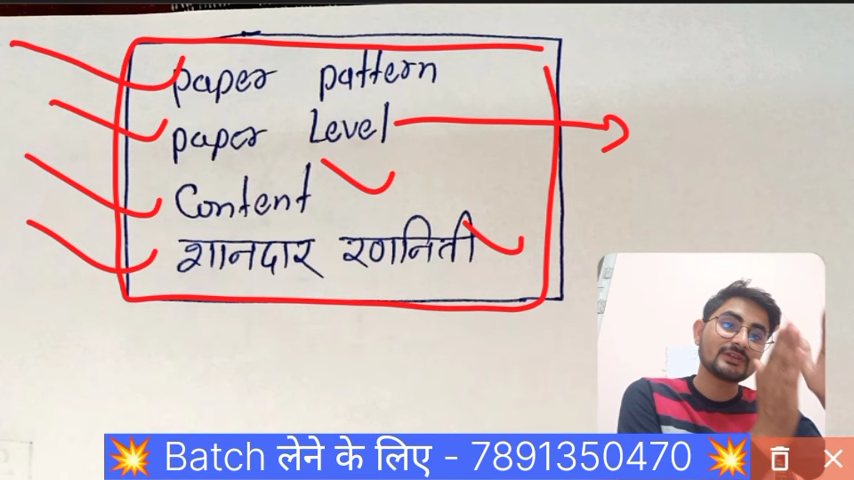 paper pattern
paper Level
Content
शानदार रणनिती
💥 Batch लेने के लिए - 7891350470 💥